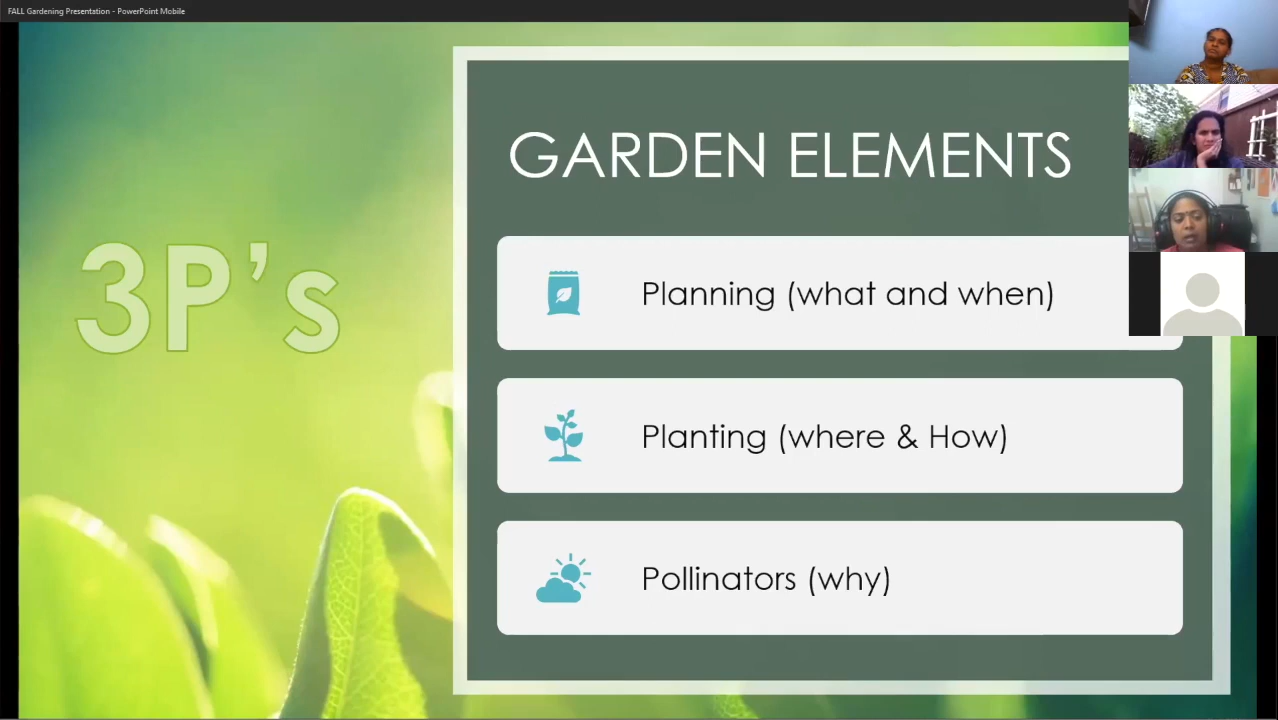 FALL Gardening Presentation - PowerPoint Mobile
3P's
GARDEN ELEMENTS
Planning (what and when)
Planting (where & How)
Pollinators (why)